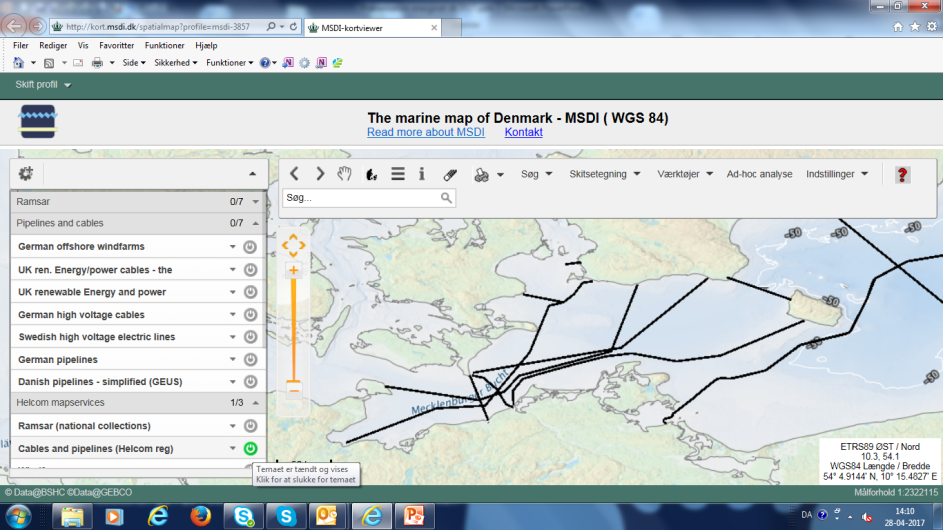 http://kort.msdi.dk/spatialmap?profile=msdi-3857
MSDI-kortviewer
Filer Rediger Vis Favoritter Funktioner Hjælp
Side Sikkerhed Funktioner
Skift profil
The marine map of Denmark - MSDI ( WGS 84)
Read more about MSDI Kontakt
Søg Skitsetegning Værktøjer Ad-hoc analyse Indstillinger ?
Søg...
Ramsar 0/7
Pipelines and cables 0/7
German offshore windfarms
UK ren. Energy/power cables - the
UK renewable Energy and power
German high voltage cables
Swedish high voltage electric lines
German pipelines
Danish pipelines - simplified (GEUS)
Helcom mapservices 1/3
Ramsar (national collections)
Cables and pipelines (Helcom reg)
Temaet er tændt og vises
Klik for at slukke for temaet
-50
-50
-50
-50
-50
-50
Mecklenburger Bucht
ETRS89 ØST / Nord
10.3, 54.1
WGS84 Længde / Bredde
54° 4.9144' N, 10° 15.4827' E
© Data@BSHC ©Data@GEBCO
Målforhold 1:2322115
DA
14:10
28-04-2017